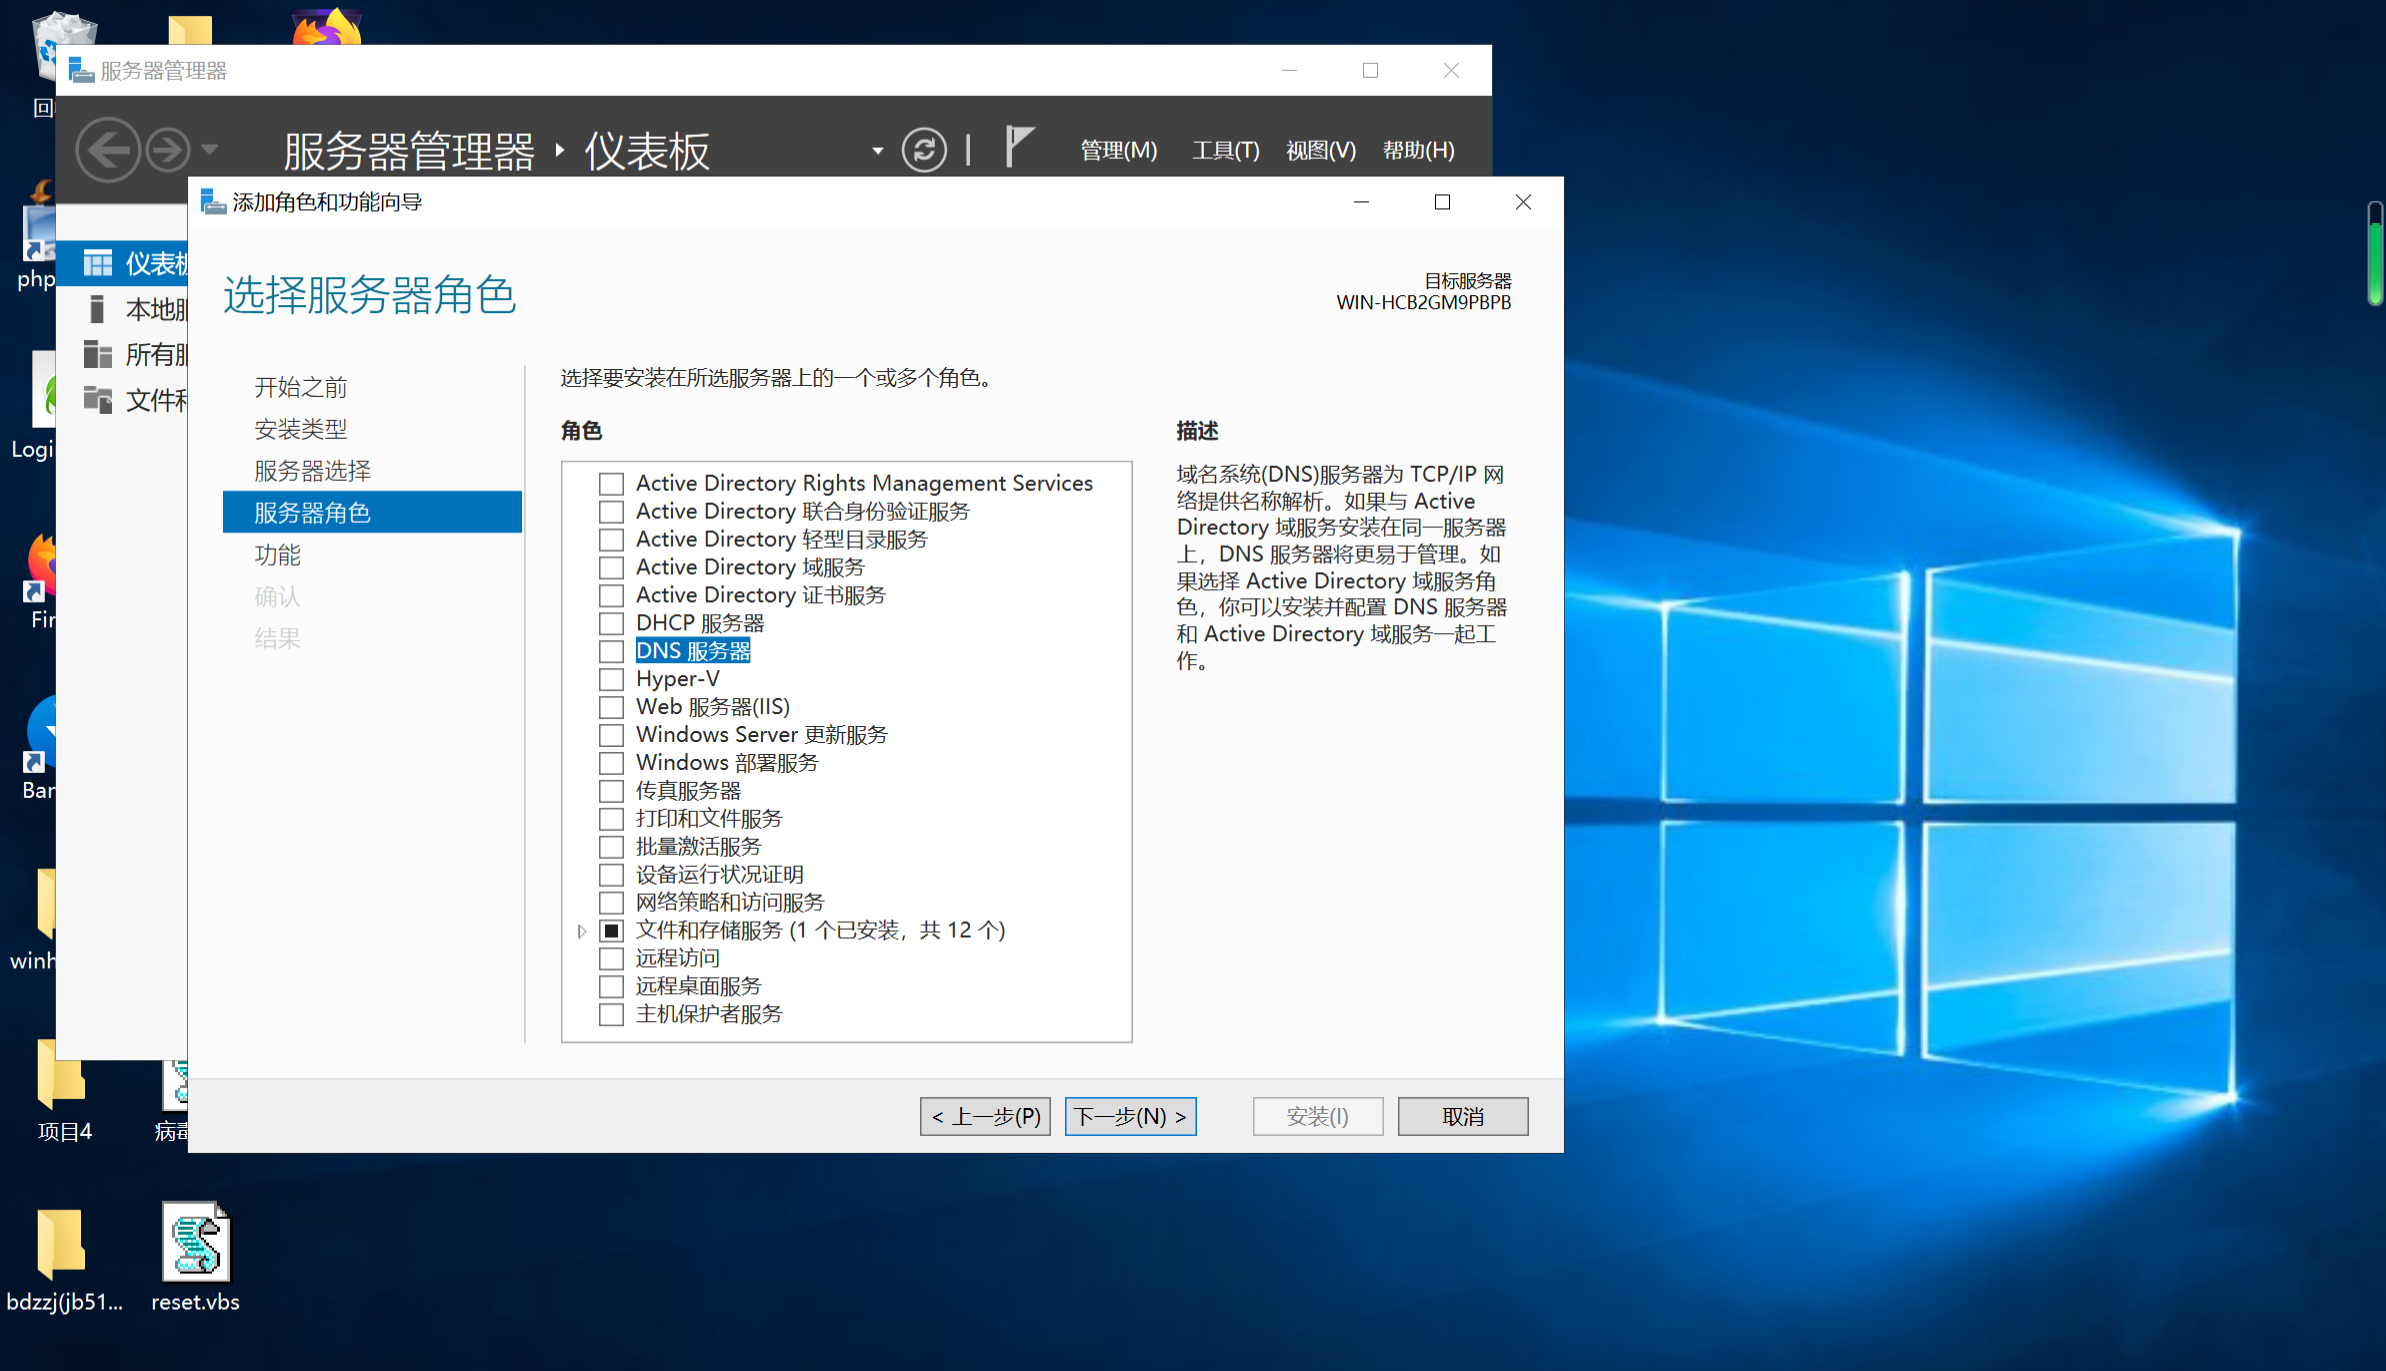 服务器管理器
服务器管理器 ‣ 仪表板
管理(M) 工具(T) 视图(V) 帮助(H)
添加角色和功能向导
选择服务器角色
目标服务器
WIN-HCB2GM9PBPB
仪表板
本地服
所有服
文件和
开始之前
安装类型
服务器选择
服务器角色
功能
确认
结果
选择要安装在所选服务器上的一个或多个角色。
角色
Active Directory Rights Management Services
Active Directory 联合身份验证服务
Active Directory 轻型目录服务
Active Directory 域服务
Active Directory 证书服务
DHCP 服务器
DNS 服务器
Hyper-V
Web 服务器(IIS)
Windows Server 更新服务
Windows 部署服务
传真服务器
打印和文件服务
批量激活服务
设备运行状况证明
网络策略和访问服务
文件和存储服务 (1 个已安装，共 12 个)
远程访问
远程桌面服务
主机保护者服务
描述
域名系统(DNS)服务器为 TCP/IP 网
络提供名称解析。如果与 Active
Directory 域服务安装在同一服务器
上，DNS 服务器将更易于管理。如
果选择 Active Directory 域服务角
色，你可以安装并配置 DNS 服务器
和 Active Directory 域服务一起工
作。
< 上一步(P)
下一步(N) >
安装(I)
取消
回
php
Logi
Fir
winh
项目4
病毒
bdzzj(jb51...
reset.vbs